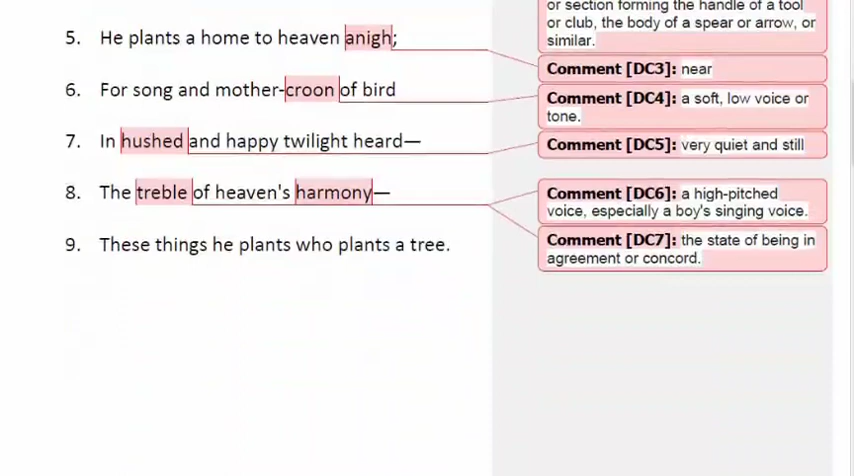 or section forming the handle of a tool
or club, the body of a spear or arrow, or
similar.
5. He plants a home to heaven anigh;
Comment [DC3]: near
6. For song and mother-croon of bird
Comment [DC4]: a soft, low voice or
tone.
7. In hushed and happy twilight heard—
Comment [DC5]: very quiet and still
8. The treble of heaven's harmony—
Comment [DC6]: a high-pitched
voice, especially a boy's singing voice.
Comment [DC7]: the state of being in
agreement or concord.
9. These things he plants who plants a tree.